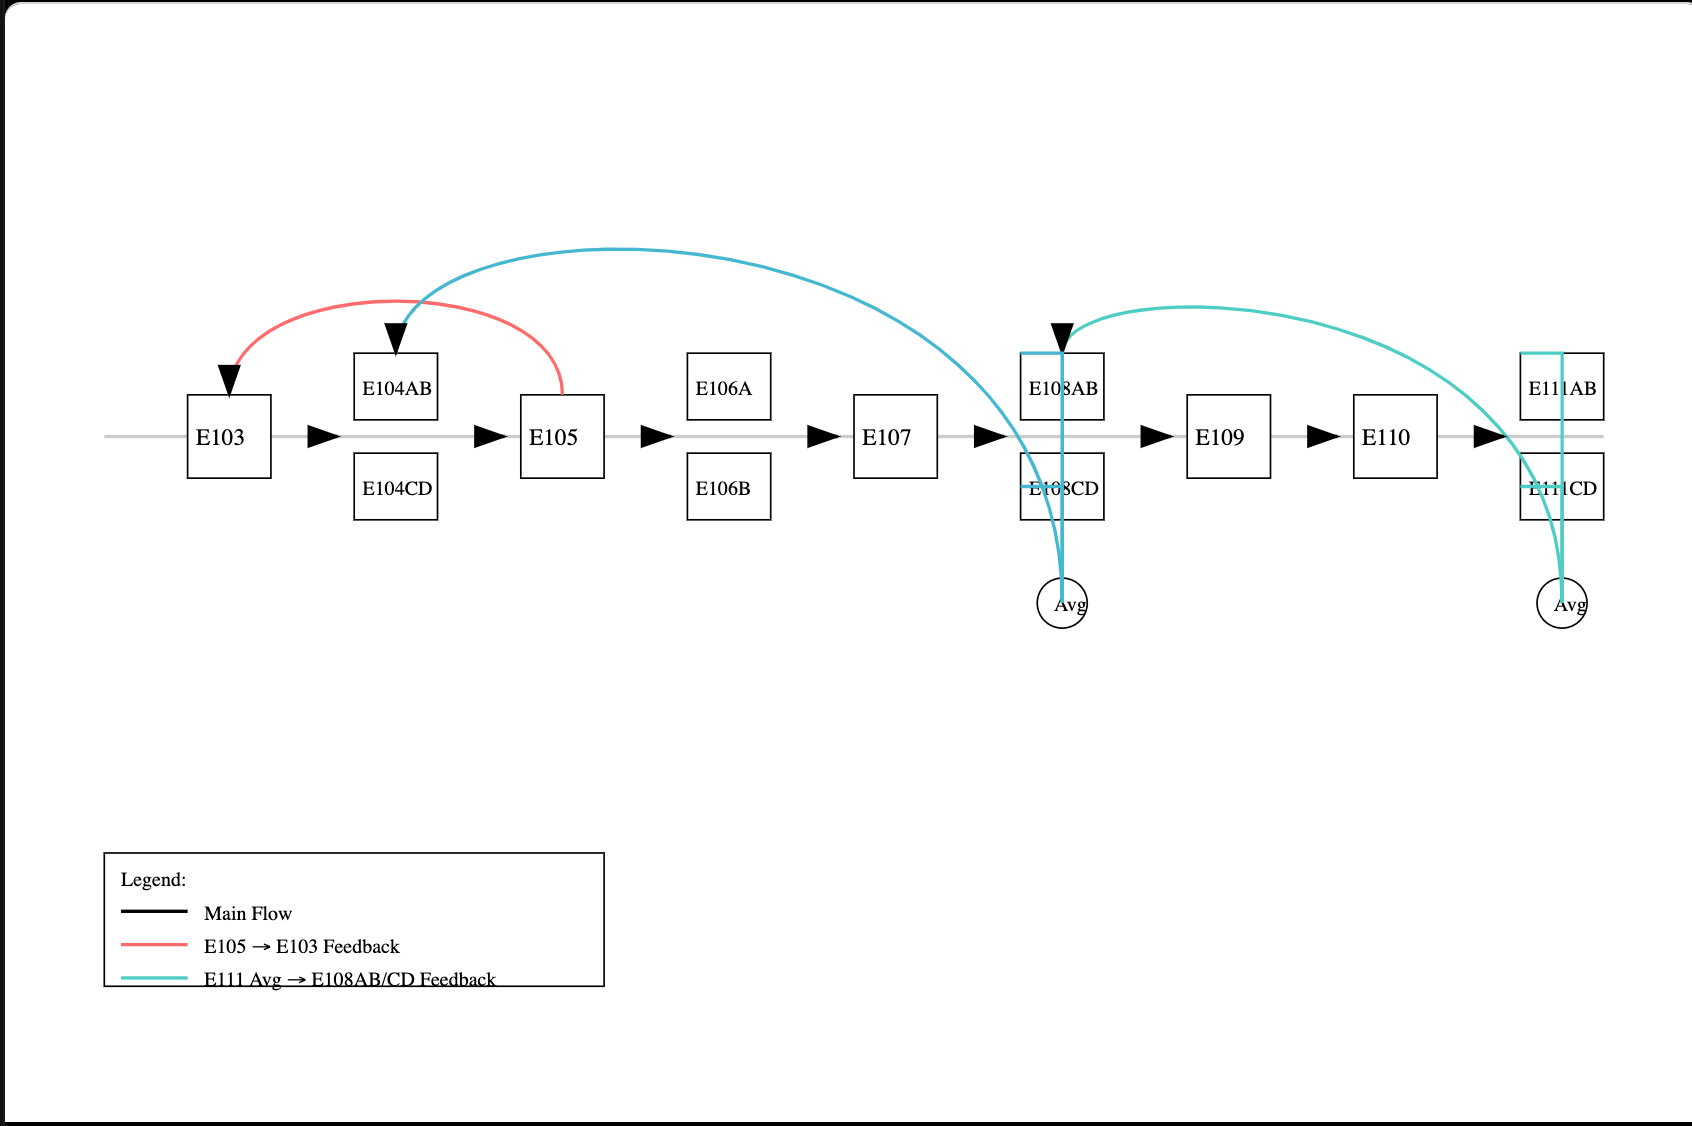 E104AB
E106A
E108AB
E111AB
E103
E105
E107
E109
E110
E104CD
E106B
E108CD
E111CD
Avg
Avg
Legend:
Main Flow
E105 → E103 Feedback
E111 Avg → E108AB/CD Feedback